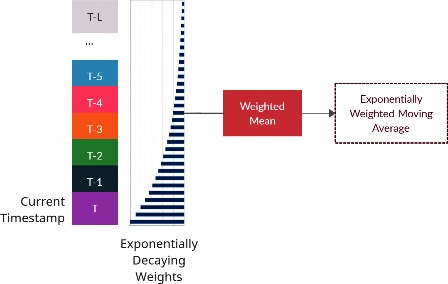 T-L
...
T-5
T-4
T-3
T-2
T-1
T
Current
Timestamp
Exponentially
Decaying
Weights
Weighted
Mean
Exponentially
Weighted Moving
Average